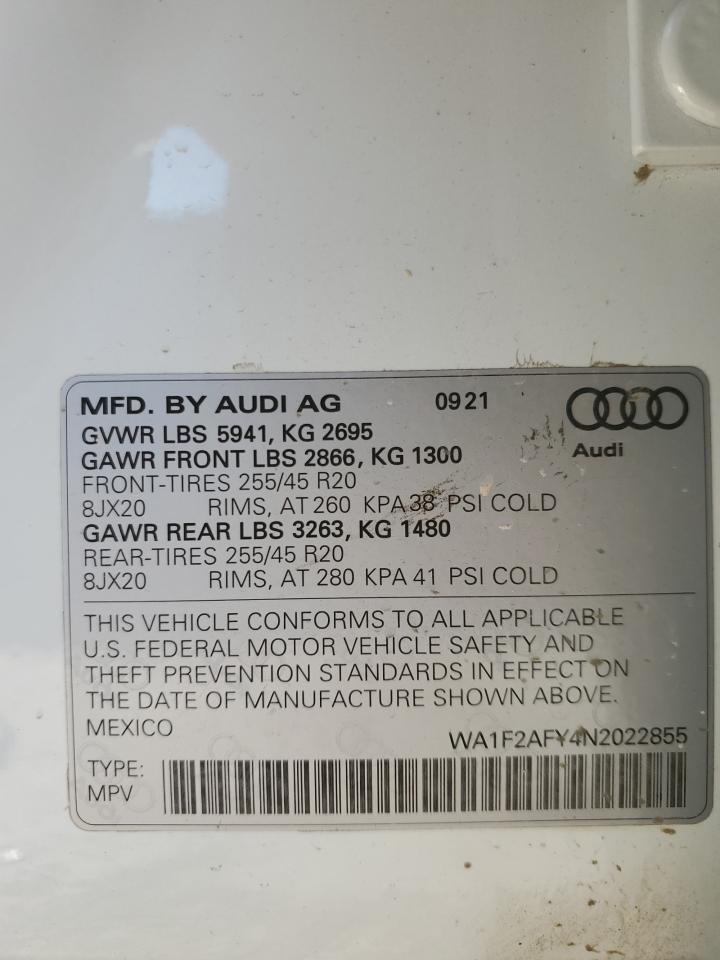 MFD. BY AUDI AG 09 21
GVWR LBS 5941, KG 2695
GAWR FRONT LBS 2866, KG 1300
FRONT-TIRES 255/45 R20
8JX20 RIMS, AT 260 KPA 38 PSI COLD
GAWR REAR LBS 3263, KG 1480
REAR-TIRES 255/45 R20
8JX20 RIMS, AT 280 KPA 41 PSI COLD
Audi
THIS VEHICLE CONFORMS TO ALL APPLICABLE
U.S. FEDERAL MOTOR VEHICLE SAFETY AND
THEFT PREVENTION STANDARDS IN EFFECT ON
THE DATE OF MANUFACTURE SHOWN ABOVE.
MEXICO
WA1F2AFY4N2022855
TYPE:
MPV